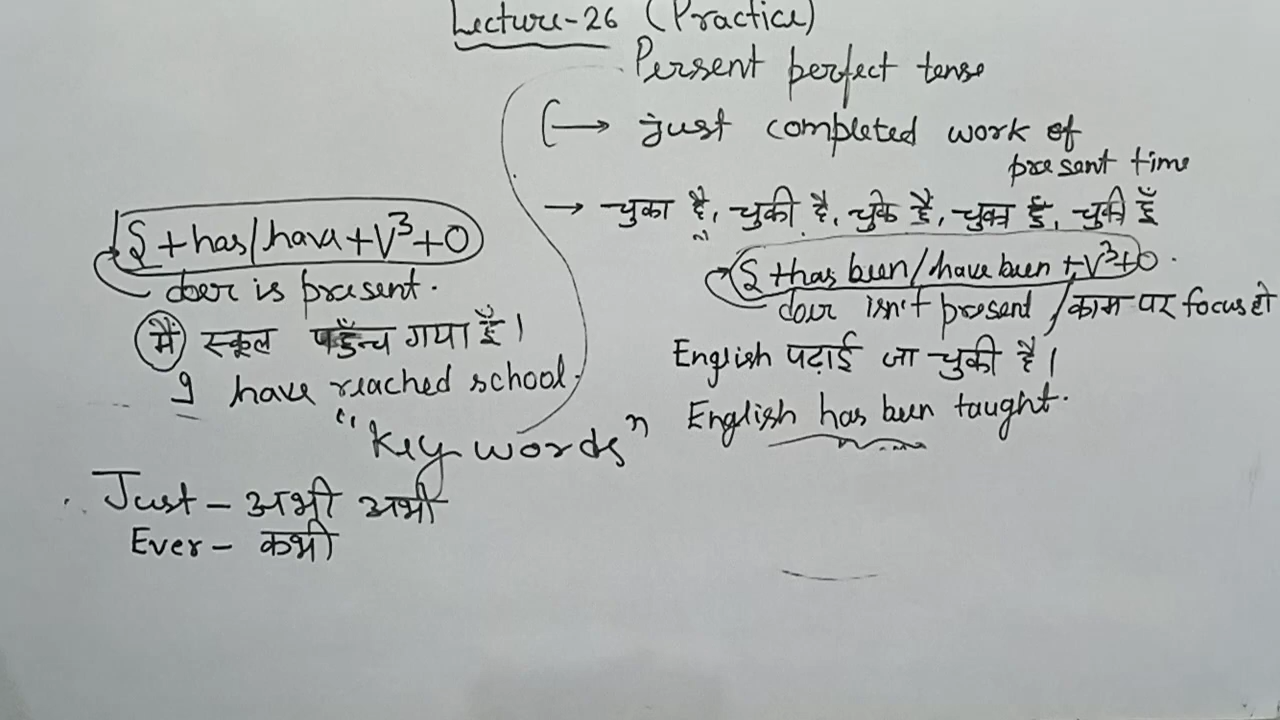 Lecture-26 (Practice)
Persent perfect tense
→ just completed work of
present time
→ चुका है, चुकी है, चुके हैं, चुका हूँ, चुकी हूँ
S + has/have + V³ + O
doer is present.
मैं स्कूल पहुँच गया हूँ।
I have reached school.
S + has been/have been + V³ + O.
doer isn't present / काम पर focus हो
English पढ़ाई जा चुकी है।
English has been taught.
"Key words"
Just - अभी अभी
Ever - कभी